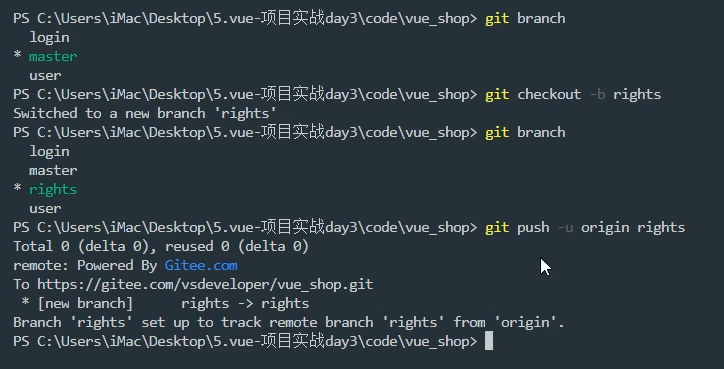 PS C:\Users\iMac\Desktop\5.vue-项目实战day3\code\vue_shop> git branch
  login
* master
  user
PS C:\Users\iMac\Desktop\5.vue-项目实战day3\code\vue_shop> git checkout -b rights
Switched to a new branch 'rights'
PS C:\Users\iMac\Desktop\5.vue-项目实战day3\code\vue_shop> git branch
  login
  master
* rights
  user
PS C:\Users\iMac\Desktop\5.vue-项目实战day3\code\vue_shop> git push -u origin rights
Total 0 (delta 0), reused 0 (delta 0)
remote: Powered By Gitee.com
To https://gitee.com/vsdeveloper/vue_shop.git
 * [new branch]      rights -> rights
Branch 'rights' set up to track remote branch 'rights' from 'origin'.
PS C:\Users\iMac\Desktop\5.vue-项目实战day3\code\vue_shop>